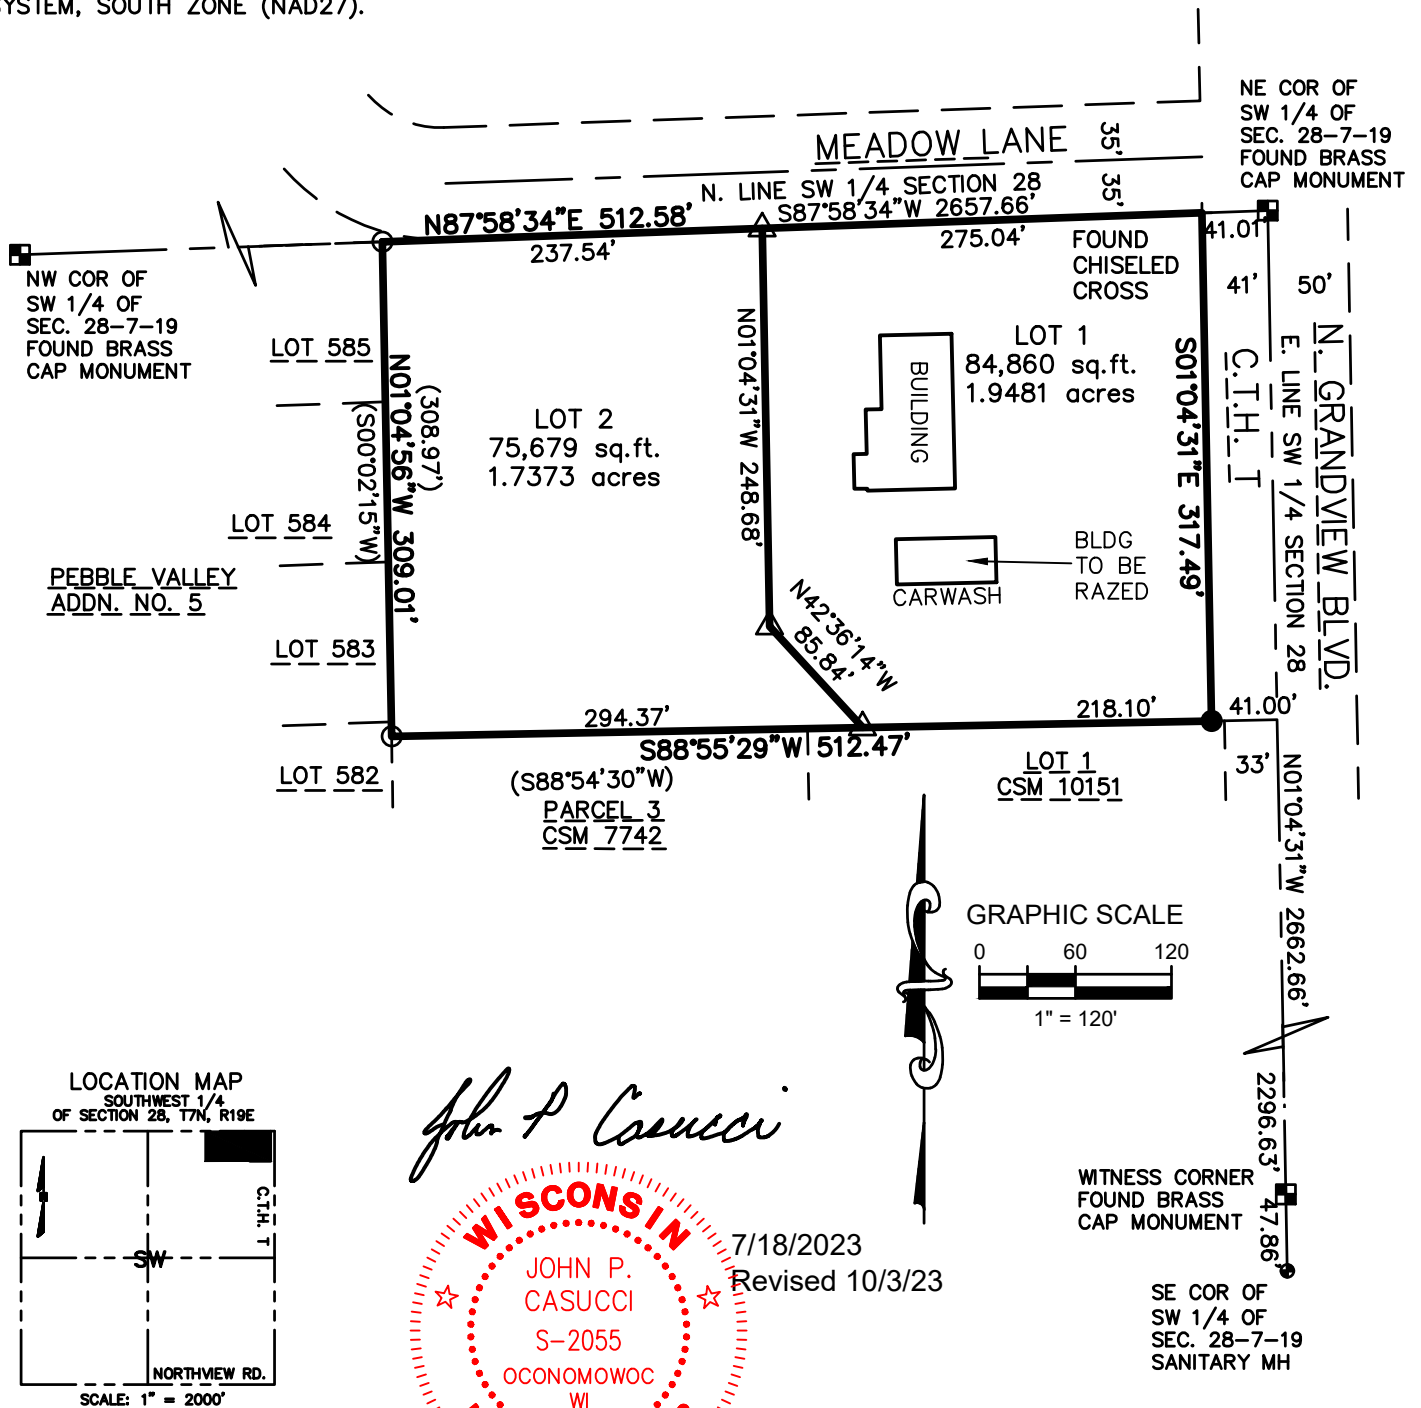 SYSTEM, SOUTH ZONE (NAD27).
NE COR OF
SW 1/4 OF
SEC. 28-7-19
FOUND BRASS
CAP MONUMENT
MEADOW LANE
35'
35'
N. LINE SW 1/4 SECTION 28
S87°58'34"W 2657.66'
N87°58'34"E 512.58'
237.54'
275.04'
41.01'
FOUND
CHISELED
CROSS
41'
50'
NW COR OF
SW 1/4 OF
SEC. 28-7-19
FOUND BRASS
CAP MONUMENT
LOT 585
LOT 584
LOT 583
LOT 582
PEBBLE VALLEY
ADDN. NO. 5
N01°04'56"W 309.01'
(308.97')
(S00°02'15"W)
LOT 2
75,679 sq.ft.
1.7373 acres
N01°04'31"W 248.68'
LOT 1
84,860 sq.ft.
1.9481 acres
BUILDING
CARWASH
BLDG
TO BE
RAZED
S01°04'31"E 317.49'
C.T.H. T
E. LINE SW 1/4 SECTION 28
N. GRANDVIEW BLVD.
N42°36'14"W
85.84'
294.37'
218.10'
41.00'
S88°55'29"W 512.47'
(S88°54'30"W)
PARCEL 3
CSM 7742
LOT 1
CSM 10151
33'
N01°04'31"W 2662.66'
GRAPHIC SCALE
0 60 120
1" = 120'
2296.63'
47.86'
WITNESS CORNER
FOUND BRASS
CAP MONUMENT
SE COR OF
SW 1/4 OF
SEC. 28-7-19
SANITARY MH
LOCATION MAP
SOUTHWEST 1/4
OF SECTION 28, T7N, R19E
C.T.H. T
SW
NORTHVIEW RD.
SCALE: 1" = 2000'
John P Casucci
WISCONSIN
JOHN P.
CASUCCI
S-2055
OCONOMOWOC
WI
7/18/2023
Revised 10/3/23